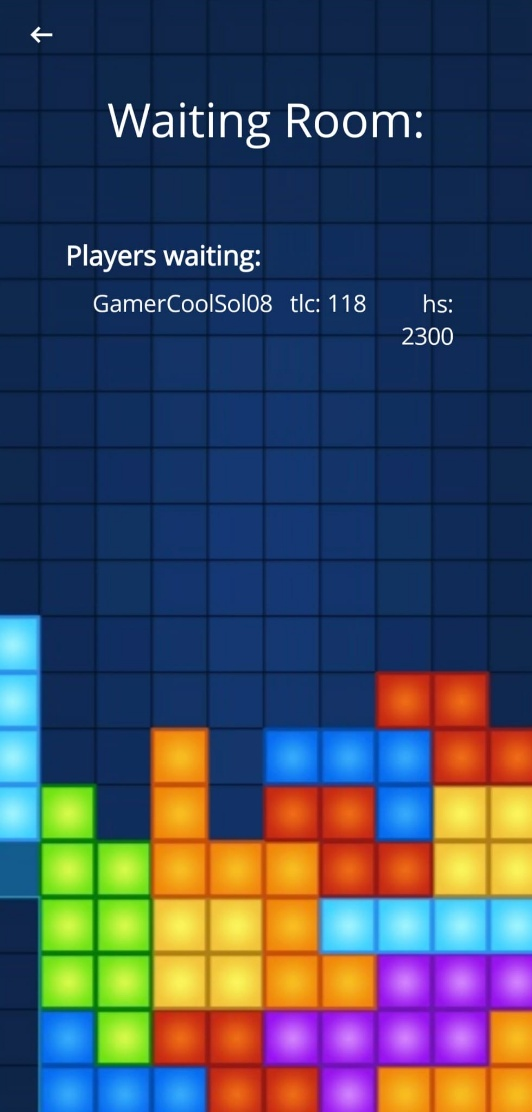 Waiting Room:
Players waiting:
GamerCoolSol08 tlc: 118 hs:
2300